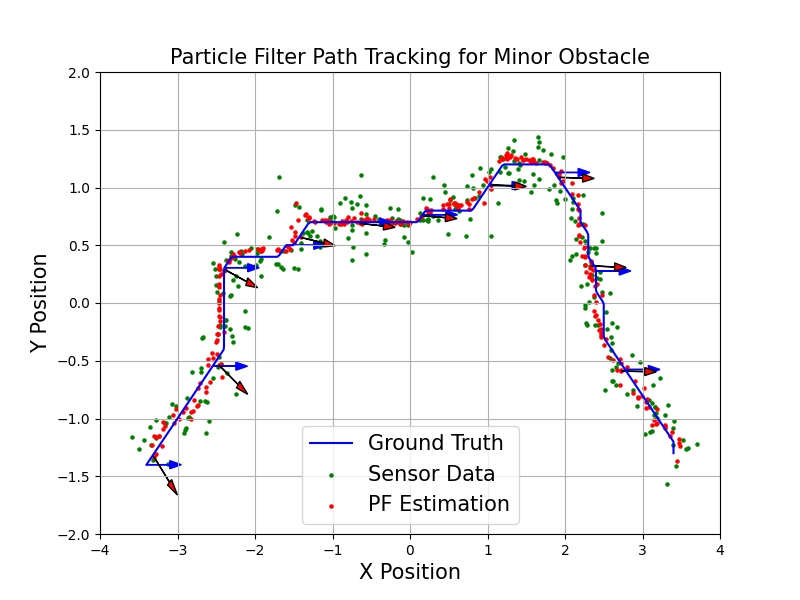 Particle Filter Path Tracking for Minor Obstacle
2.0
1.5
1.0
0.5
0.0
−0.5
−1.0
−1.5
−2.0
Y Position
Ground Truth
Sensor Data
PF Estimation
−4 −3 −2 −1 0 1 2 3 4
X Position